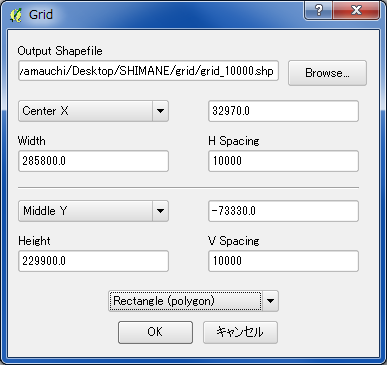 Grid
Output Shapefile
yamauchi/Desktop/SHIMANE/grid/grid_10000.shp
Browse...
Center X
32970.0
Width
H Spacing
285800.0
10000
Middle Y
-73330.0
Height
V Spacing
229900.0
10000
Rectangle (polygon)
OK
キャンセル